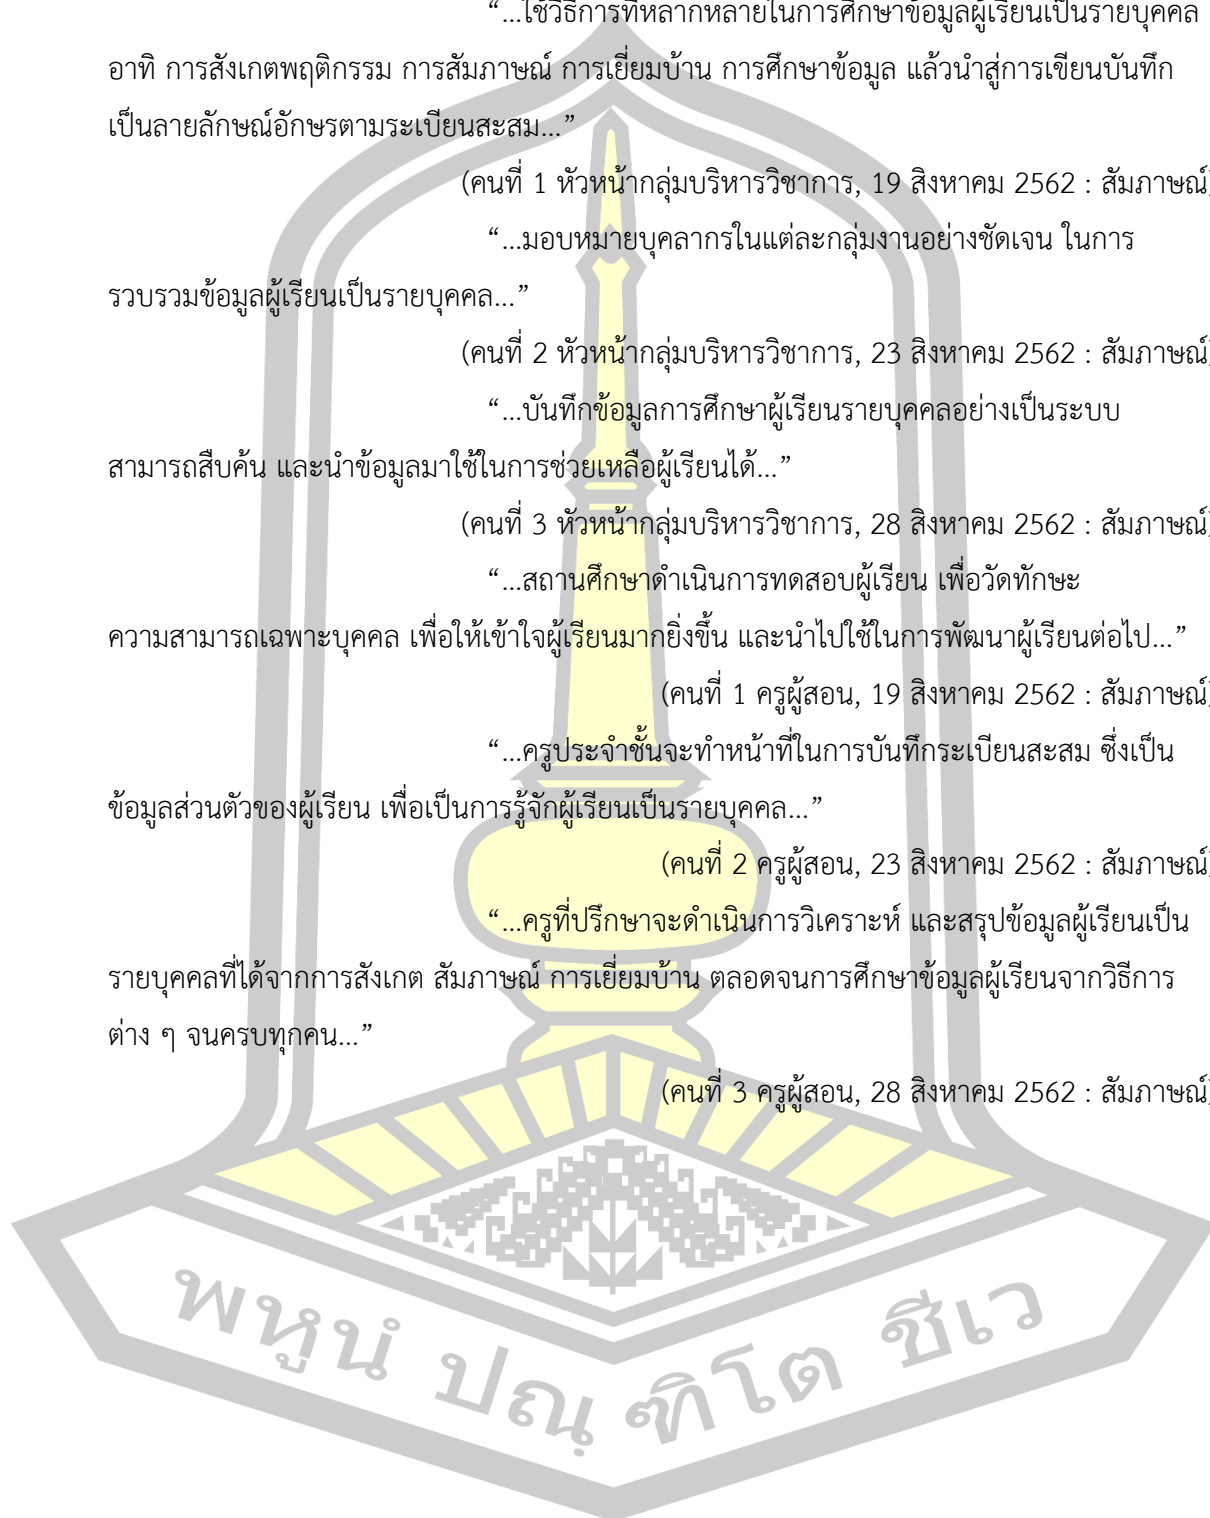 “...ใช้วิธีการที่หลากหลายในการศึกษาข้อมูลผู้เรียนเป็นรายบุคคล
อาทิ การสังเกตพฤติกรรม การสัมภาษณ์ การเยี่ยมบ้าน การศึกษาข้อมูล แล้วนำสู่การเขียนบันทึก
เป็นลายลักษณ์อักษรตามระเบียนสะสม...”
(คนที่ 1 หัวหน้ากลุ่มบริหารวิชาการ, 19 สิงหาคม 2562 : สัมภาษณ์)
“...มอบหมายบุคลากรในแต่ละกลุ่มงานอย่างชัดเจน ในการ
รวบรวมข้อมูลผู้เรียนเป็นรายบุคคล...”
(คนที่ 2 หัวหน้ากลุ่มบริหารวิชาการ, 23 สิงหาคม 2562 : สัมภาษณ์)
“...บันทึกข้อมูลการศึกษาผู้เรียนรายบุคคลอย่างเป็นระบบ
สามารถสืบค้น และนำข้อมูลมาใช้ในการช่วยเหลือผู้เรียนได้...”
(คนที่ 3 หัวหน้ากลุ่มบริหารวิชาการ, 28 สิงหาคม 2562 : สัมภาษณ์)
“...สถานศึกษาดำเนินการทดสอบผู้เรียน เพื่อวัดทักษะ
ความสามารถเฉพาะบุคคล เพื่อให้เข้าใจผู้เรียนมากยิ่งขึ้น และนำไปใช้ในการพัฒนาผู้เรียนต่อไป...”
(คนที่ 1 ครูผู้สอน, 19 สิงหาคม 2562 : สัมภาษณ์)
“...ครูประจำชั้นจะทำหน้าที่ในการบันทึกระเบียนสะสม ซึ่งเป็น
ข้อมูลส่วนตัวของผู้เรียน เพื่อเป็นการรู้จักผู้เรียนเป็นรายบุคคล...”
(คนที่ 2 ครูผู้สอน, 23 สิงหาคม 2562 : สัมภาษณ์)
“...ครูที่ปรึกษาจะดำเนินการวิเคราะห์ และสรุปข้อมูลผู้เรียนเป็น
รายบุคคลที่ได้จากการสังเกต สัมภาษณ์ การเยี่ยมบ้าน ตลอดจนการศึกษาข้อมูลผู้เรียนจากวิธีการ
ต่าง ๆ จนครบทุกคน...”
(คนที่ 3 ครูผู้สอน, 28 สิงหาคม 2562 : สัมภาษณ์)
พหูนํ ปณฺฑิโต ชีเว